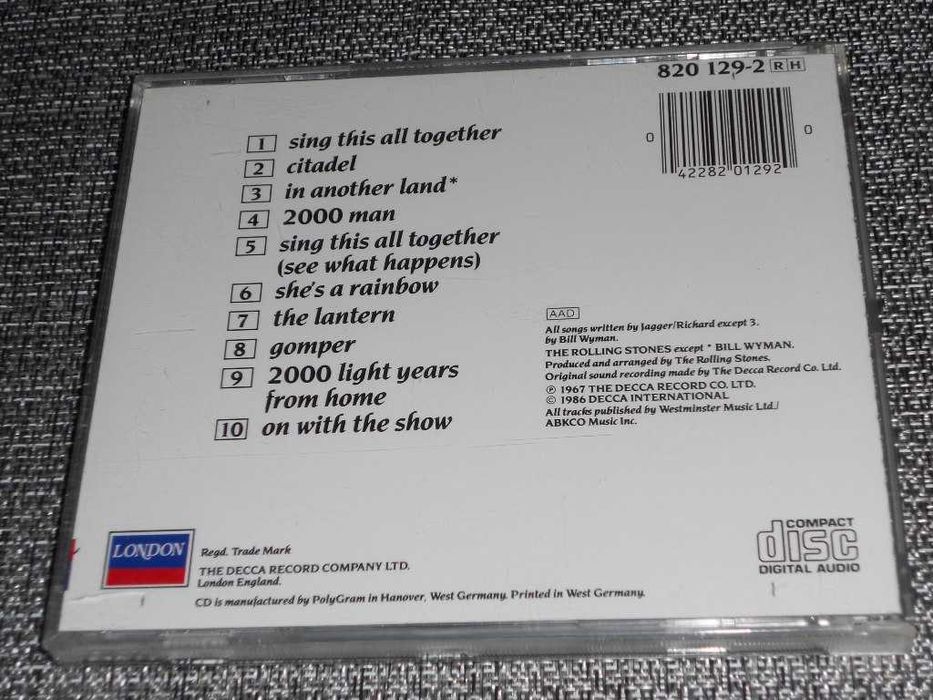 820 129-2 RH
0 42282 01292 0
1 sing this all together
2 citadel
3 in another land*
4 2000 man
5 sing this all together
(see what happens)
6 she's a rainbow
7 the lantern
8 gomper
9 2000 light years
from home
10 on with the show
AAD
All songs written by Jagger/Richard except 3.
by Bill Wyman.
THE ROLLING STONES except * BILL WYMAN.
Produced and arranged by The Rolling Stones.
Original sound recording made by The Decca Record Co. Ltd.
℗ 1967 THE DECCA RECORD CO. LTD.
© 1986 DECCA INTERNATIONAL
All tracks published by Westminster Music Ltd./
ABKCO Music Inc.
LONDON
Regd. Trade Mark
THE DECCA RECORD COMPANY LTD.
London England.
CD is manufactured by PolyGram in Hanover, West Germany. Printed in West Germany.
COMPACT
disc
DIGITAL AUDIO